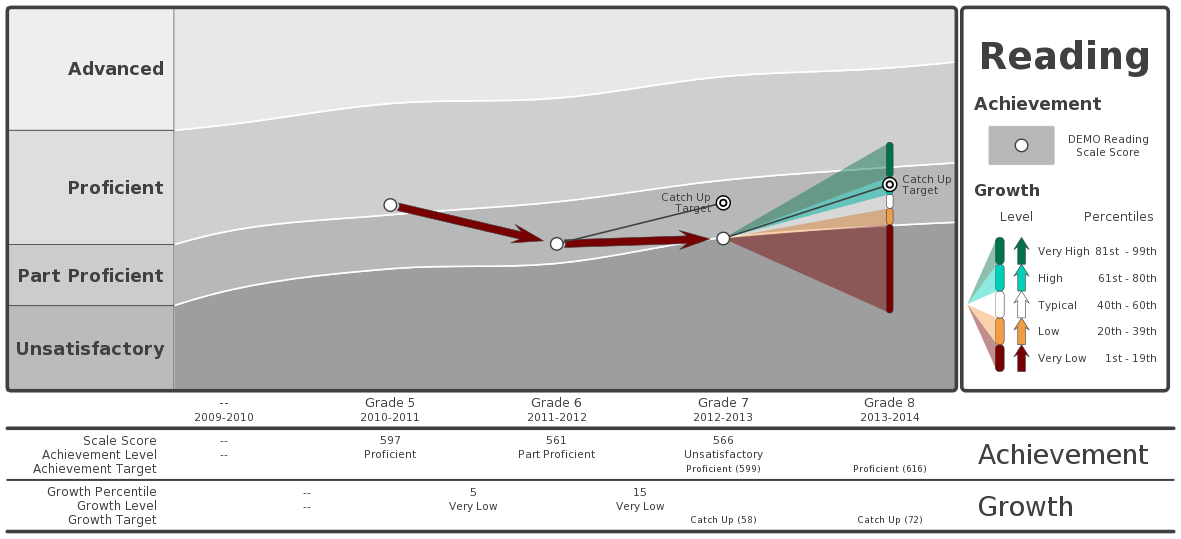 Advanced
Proficient
Part Proficient
Unsatisfactory
Catch Up
Target
Catch Up
Target
Reading
Achievement
DEMO Reading
Scale Score
Growth
Level Percentiles
Very High 81st - 99th
High 61st - 80th
Typical 40th - 60th
Low 20th - 39th
Very Low 1st - 19th
-- Grade 5 Grade 6 Grade 7 Grade 8
2009-2010 2010-2011 2011-2012 2012-2013 2013-2014
Scale Score -- 597 561 566
Achievement Level -- Proficient Part Proficient Unsatisfactory
Achievement Target Proficient (599) Proficient (616)
Achievement
Growth Percentile -- 5 15
Growth Level -- Very Low Very Low
Growth Target Catch Up (58) Catch Up (72)
Growth